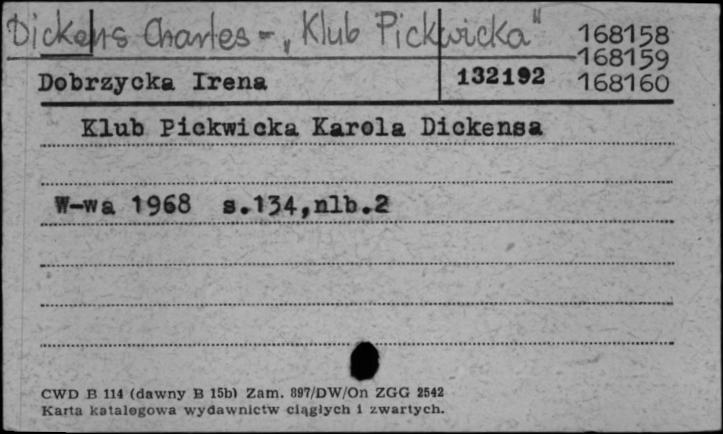 Dickens Charles - „Klub Pickwicka"
168158
168159
Dobrzycka Irena 132192 168160
Klub Pickwicka Karola Dickensa
W-wa 1968 s.134,nlb.2
CWD B 114 (dawny B 15b) Zam. 897/DW/On ZGG 2542
Karta katalogowa wydawnictw ciągłych i zwartych.